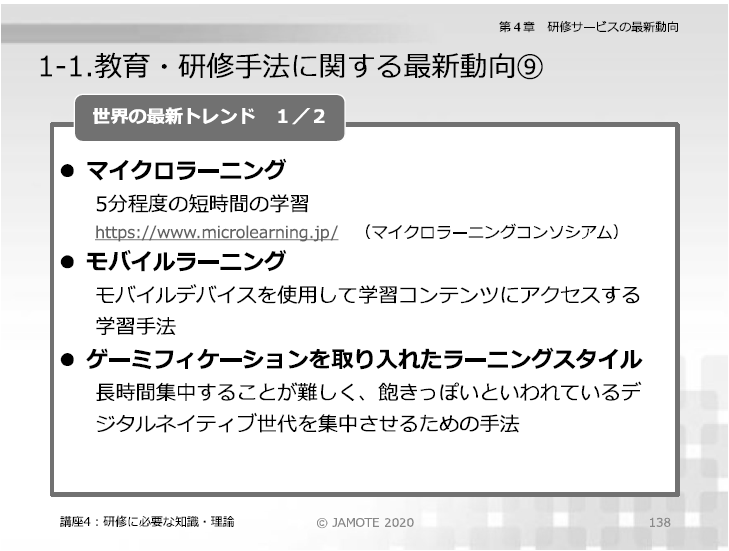 第４章　研修サービスの最新動向
1-1.教育・研修手法に関する最新動向⑨
世界の最新トレンド　１／２
● マイクロラーニング
5分程度の短時間の学習
https://www.microlearning.jp/　（マイクロラーニングコンソシアム）
● モバイルラーニング
モバイルデバイスを使用して学習コンテンツにアクセスする
学習手法
● ゲーミフィケーションを取り入れたラーニングスタイル
長時間集中することが難しく、飽きっぽいといわれているデ
ジタルネイティブ世代を集中させるための手法
講座4：研修に必要な知識・理論　© JAMOTE 2020　138